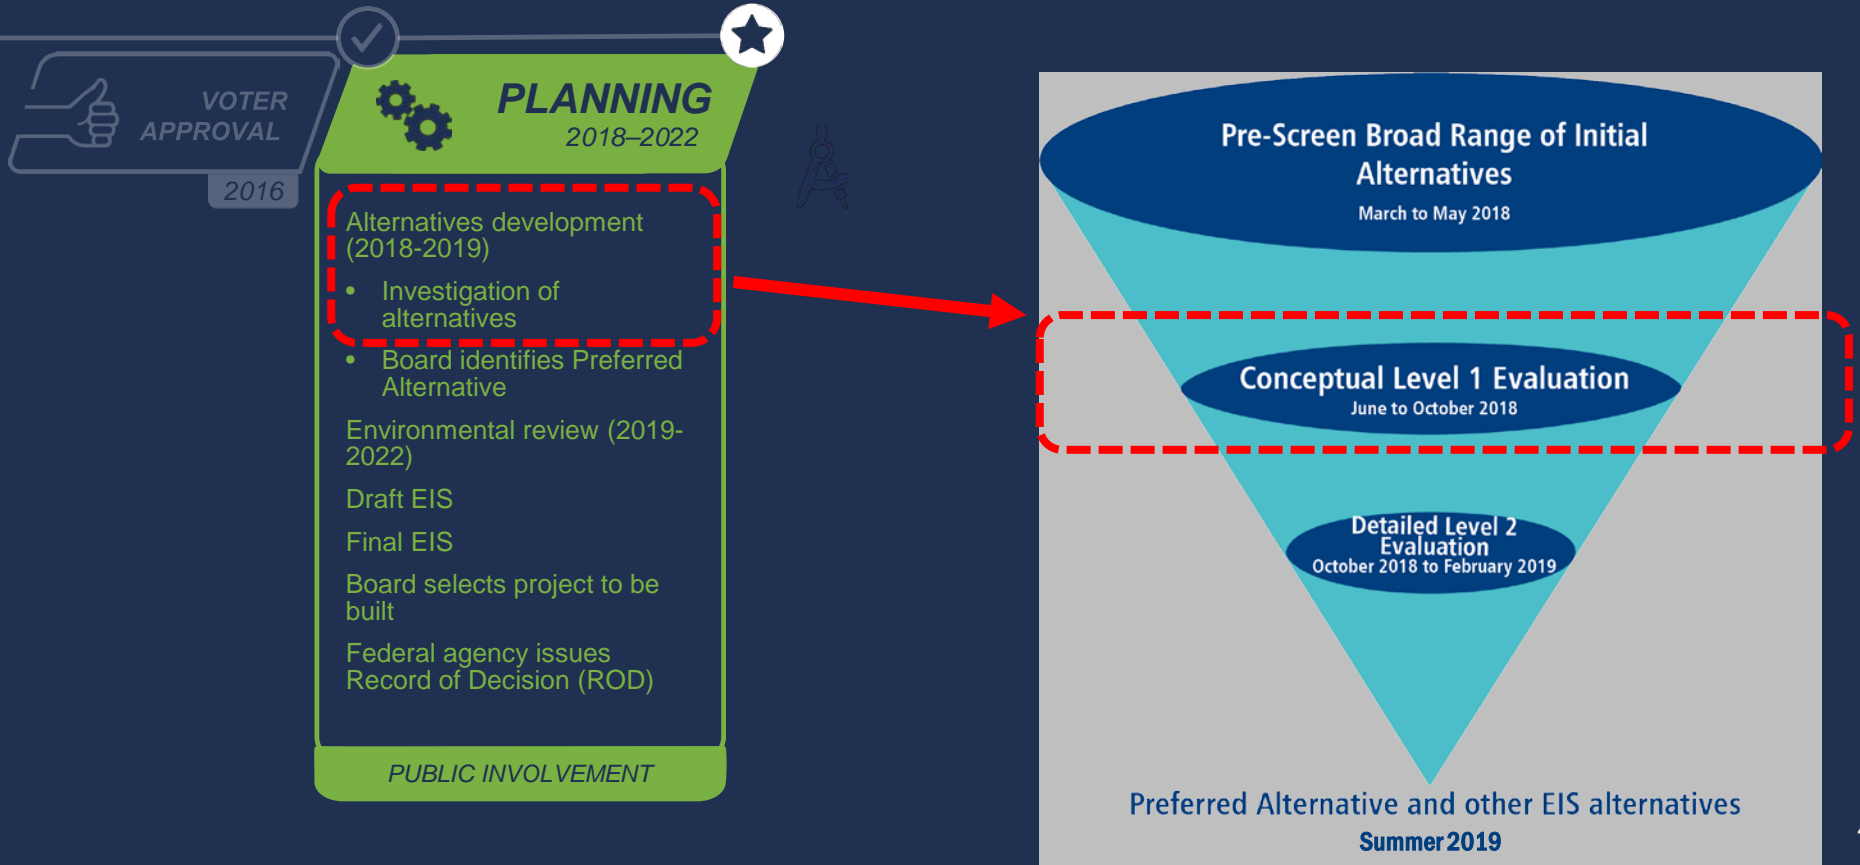 VOTER
APPROVAL
2016
PLANNING
2018–2022
Alternatives development
(2018-2019)
• Investigation of
alternatives
• Board identifies Preferred
Alternative
Environmental review (2019-
2022)
Draft EIS
Final EIS
Board selects project to be
built
Federal agency issues
Record of Decision (ROD)
PUBLIC INVOLVEMENT
Pre-Screen Broad Range of Initial
Alternatives
March to May 2018
Conceptual Level 1 Evaluation
June to October 2018
Detailed Level 2
Evaluation
October 2018 to February 2019
Preferred Alternative and other EIS alternatives
Summer 2019